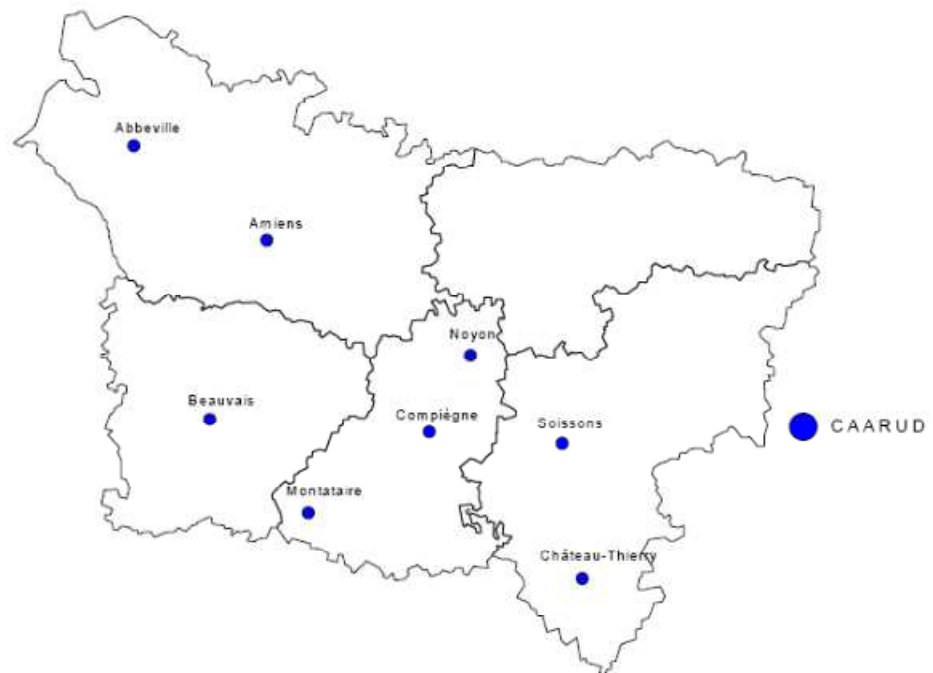 Abbeville
Amiens
Noyon
Beauvais
Compiègne
Soissons
CAARUD
Montataire
Château-Thierry